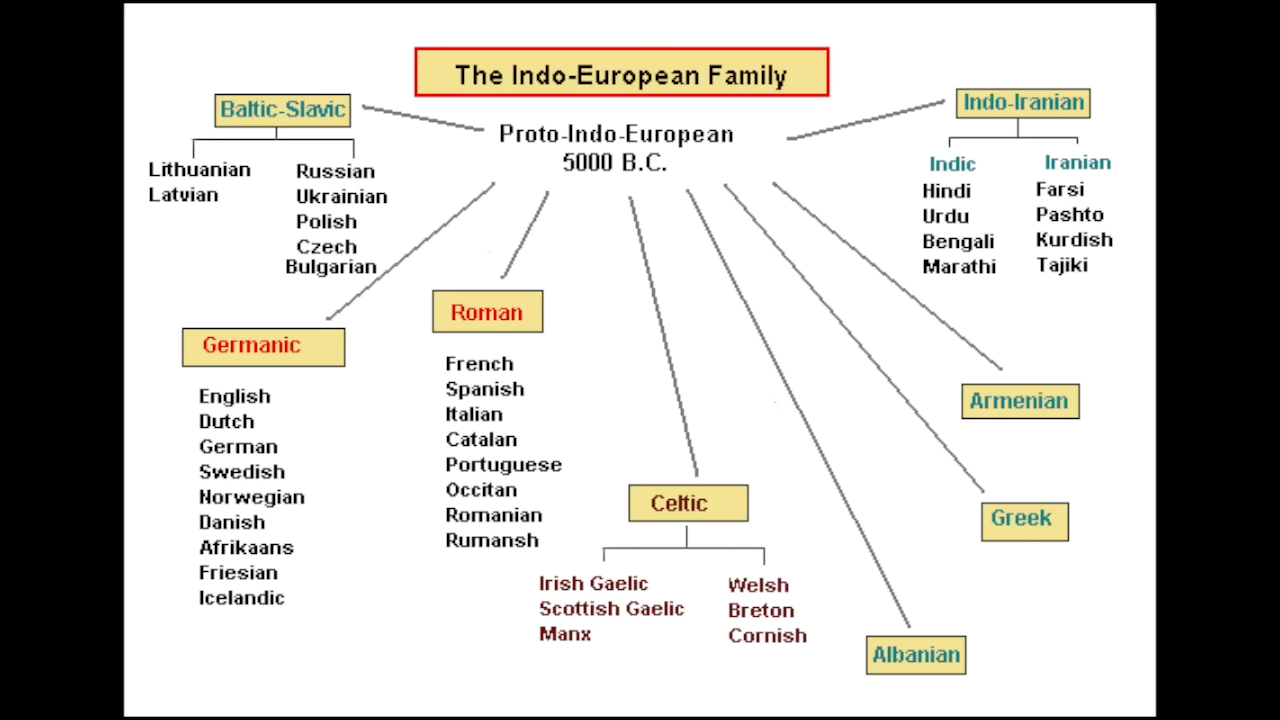 The Indo-European Family
Proto-Indo-European
5000 B.C.
Baltic-Slavic
Lithuanian
Latvian
Russian
Ukrainian
Polish
Czech
Bulgarian
Indo-Iranian
Indic
Hindi
Urdu
Bengali
Marathi
Iranian
Farsi
Pashto
Kurdish
Tajiki
Germanic
English
Dutch
German
Swedish
Norwegian
Danish
Afrikaans
Friesian
Icelandic
Roman
French
Spanish
Italian
Catalan
Portuguese
Occitan
Romanian
Rumansh
Celtic
Irish Gaelic
Scottish Gaelic
Manx
Welsh
Breton
Cornish
Armenian
Greek
Albanian